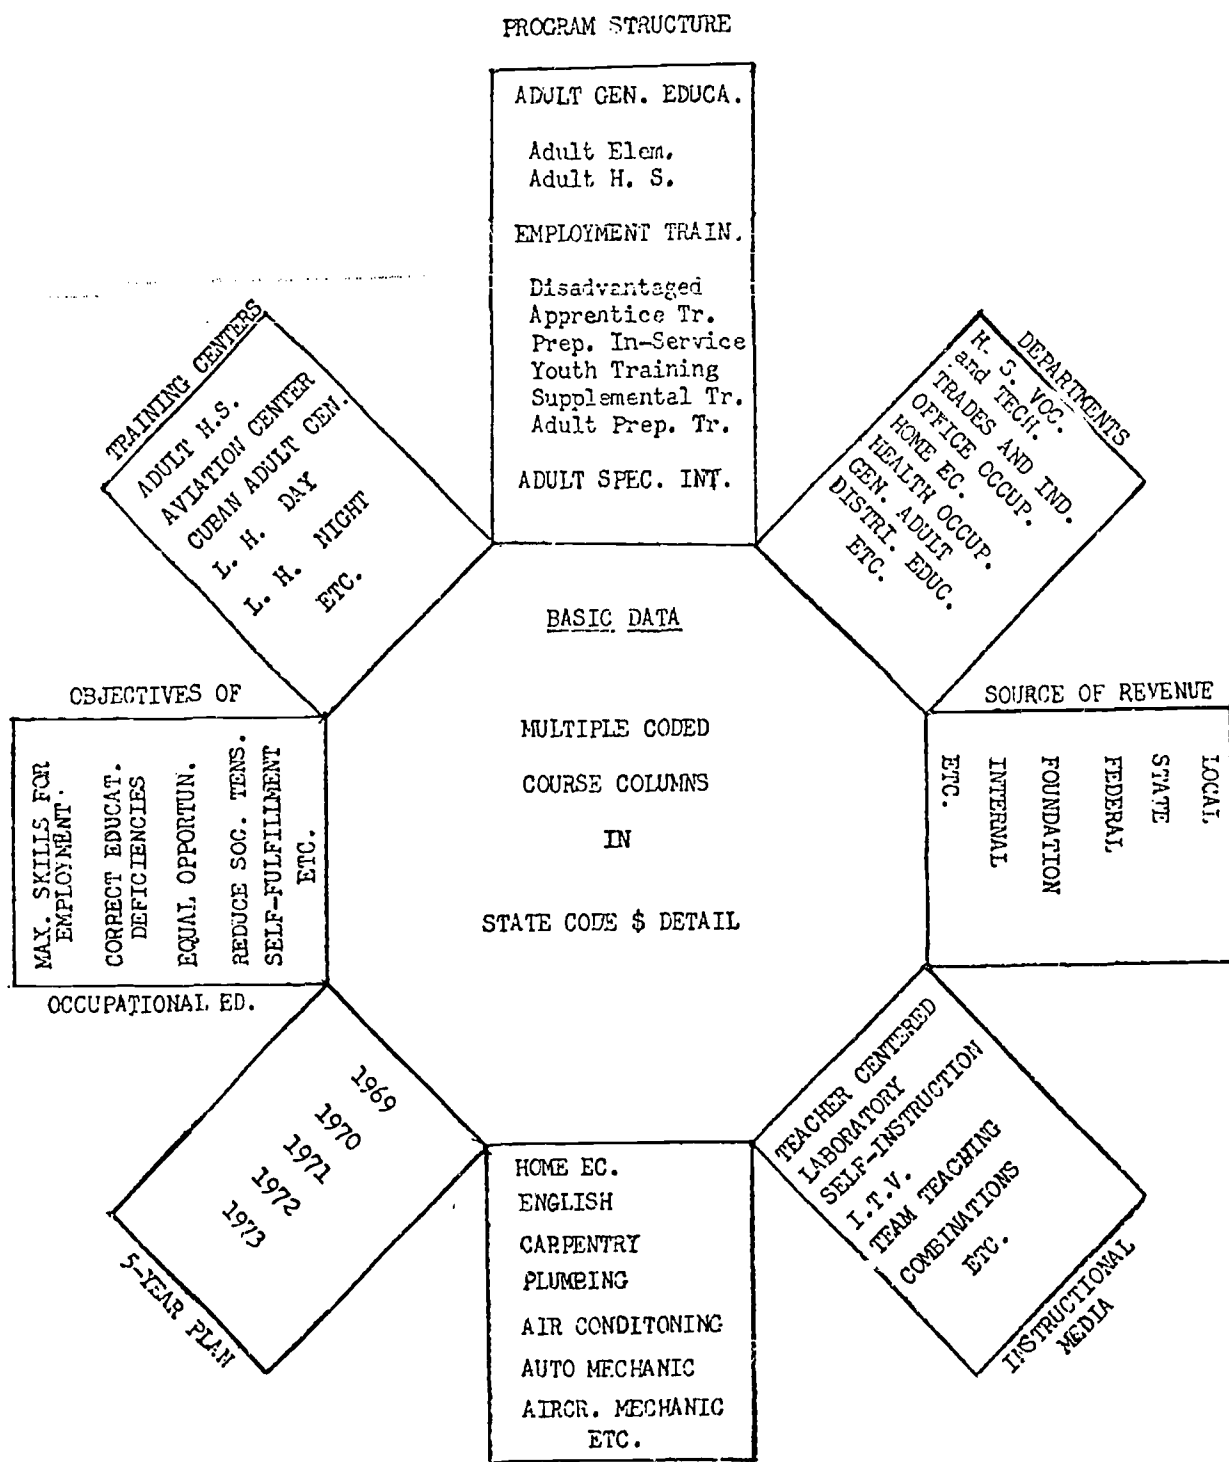 PROGRAM STRUCTURE
ADULT GEN. EDUCA.
Adult Elem.
Adult H. S.
EMPLOYMENT TRAIN.
Disadvantaged
Apprentice Tr.
Prep. In-Service
Youth Training
Supplemental Tr.
Adult Prep. Tr.
ADULT SPEC. INT.
TRAINING CENTERS
ADULT H.S.
AVIATION CENTER
CUBAN ADULT CEN.
L. H. DAY
L. H. NIGHT
ETC.
DEPARTMENTS
H. S. VOC.
and TECH.
TRADES AND IND.
OFFICE OCCUP.
HOME EC.
HEALTH OCCUP.
GEN. ADULT
DISTRI. EDUC.
ETC.
BASIC DATA
MULTIPLE CODED
COURSE COLUMNS
IN
STATE CODE $ DETAIL
OBJECTIVES OF
MAX. SKILLS FOR
EMPLOYMENT.
CORRECT EDUCAT.
DEFICIENCIES
EQUAL OPPORTUN.
REDUCE SOC. TENS.
SELF-FULFILLMENT
ETC.
OCCUPATIONAL ED.
SOURCE OF REVENUE
LOCAL
STATE
FEDERAL
FOUNDATION
INTERNAL
ETC.
1969
1970
1971
1972
1973
5-YEAR PLAN
HOME EC.
ENGLISH
CARPENTRY
PLUMBING
AIR CONDITONING
AUTO MECHANIC
AIRCR. MECHANIC
ETC.
TEACHER CENTERED
LABORATORY
SELF-INSTRUCTION
I.T.V.
TEAM TEACHING
COMBINATIONS
ETC.
INSTRUCTIONAL
MEDIA